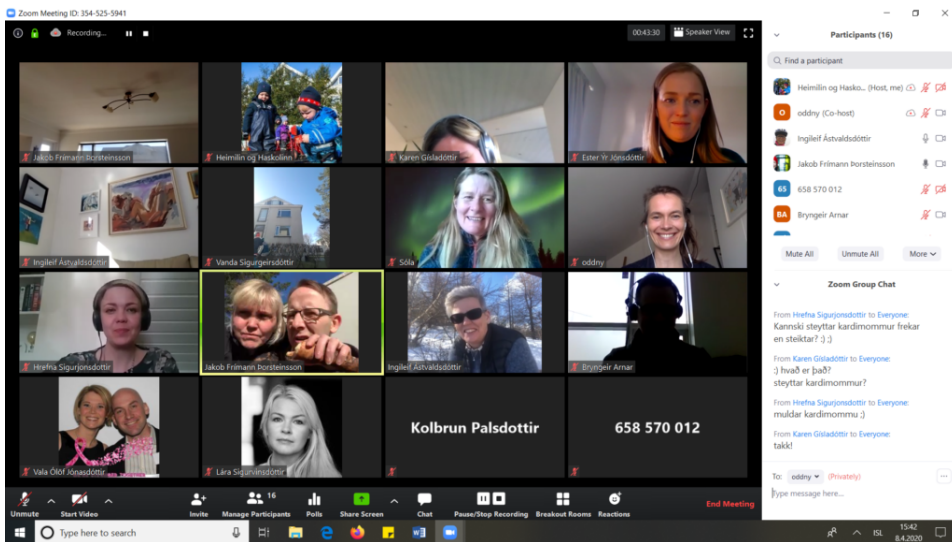 Zoom Meeting ID: 354-525-5941
Recording...
00:43:30
Speaker View
Jakob Frímann Þorsteinsson
Heimilin og Haskolinn
Karen Gísladóttir
Ester Ýr Jónsdóttir
Ingileif Ástvaldsdóttir
Vanda Sigurgeirsdóttir
Sóla
oddny
Hrefna Sigurjonsdottir
Jakob Frímann Þorsteinsson
Ingileif Ástvaldsdóttir
Bryngeir Arnar
Vala Ólöf Jónasdóttir
Lára Sigurvinsdóttir
Kolbrun Palsdottir
658 570 012
Unmute
Start Video
Invite
16
Manage Participants
Polls
Share Screen
Chat
Pause/Stop Recording
Breakout Rooms
Reactions
End Meeting
Participants (16)
Find a participant
Heimilin og Hasko... (Host, me)
O oddny (Co-host)
Ingileif Ástvaldsdóttir
Jakob Frímann Þorsteinsson
65 658 570 012
BA Bryngeir Arnar
Mute All
Unmute All
More
Zoom Group Chat
From Hrefna Sigurjonsdottir to Everyone:
Kannski steyttar kardimommur frekar
en steiktar? :) ;)
From Karen Gísladóttir to Everyone:
:) hvað er það?
steyttar kardimommur?
From Hrefna Sigurjonsdottir to Everyone:
muldar kardimommu ;)
From Karen Gísladóttir to Everyone:
takk!
To: oddny (Privately)
Type message here...
Type here to search
ISL
15:42
8.4.2020